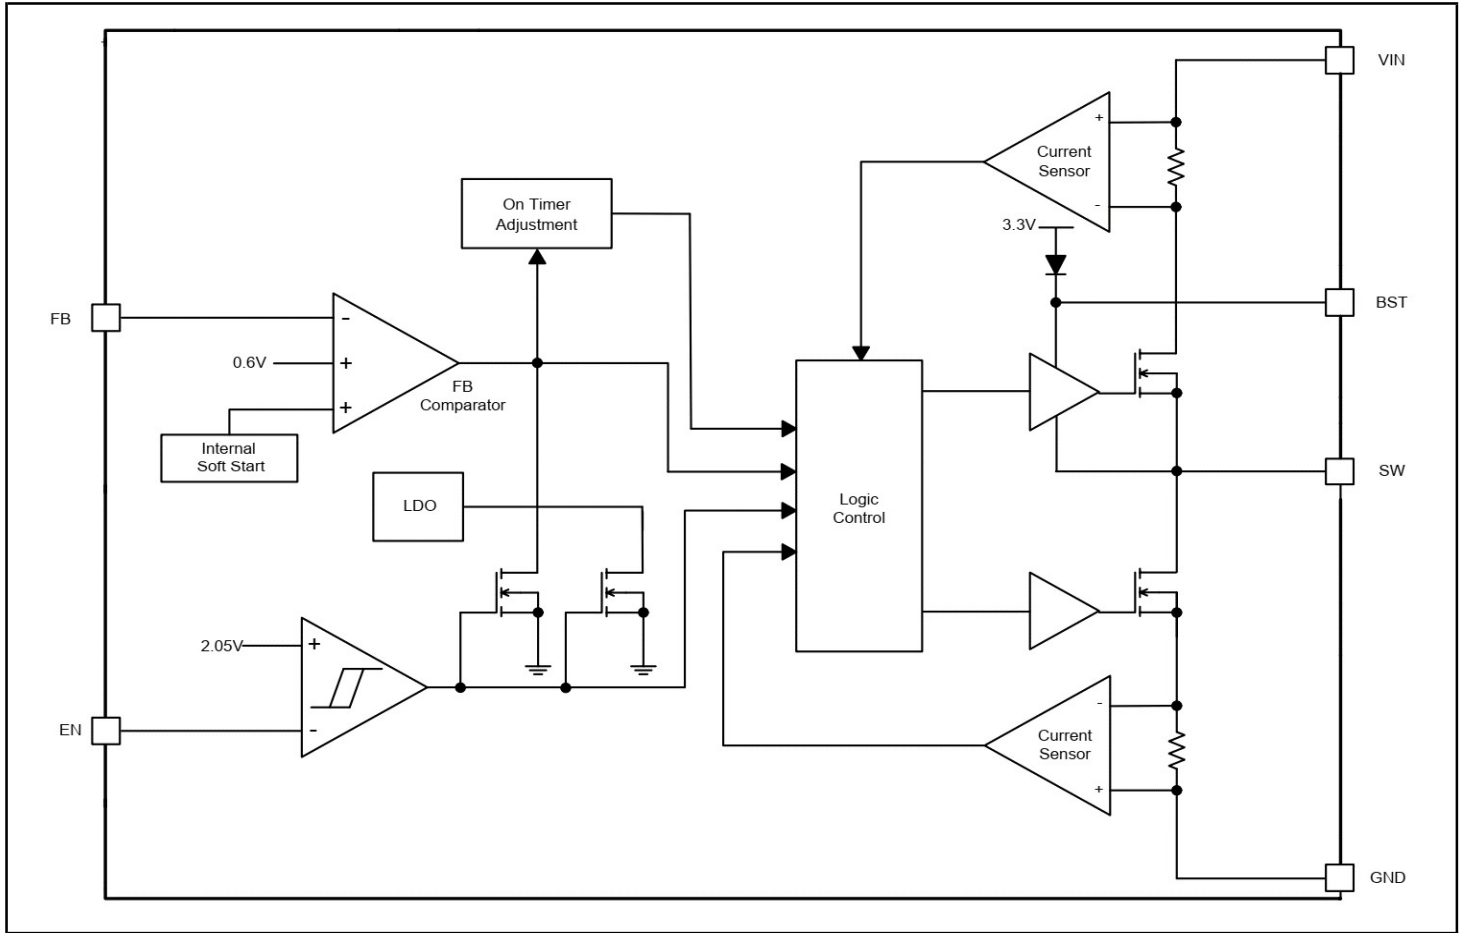 VIN
+
Current
Sensor
-
On Timer
Adjustment
3.3V
BST
FB
-
0.6V
+
FB
Comparator
+
Internal
Soft Start
SW
LDO
Logic
Control
2.05V
+
EN
-
-
Current
Sensor
+
GND